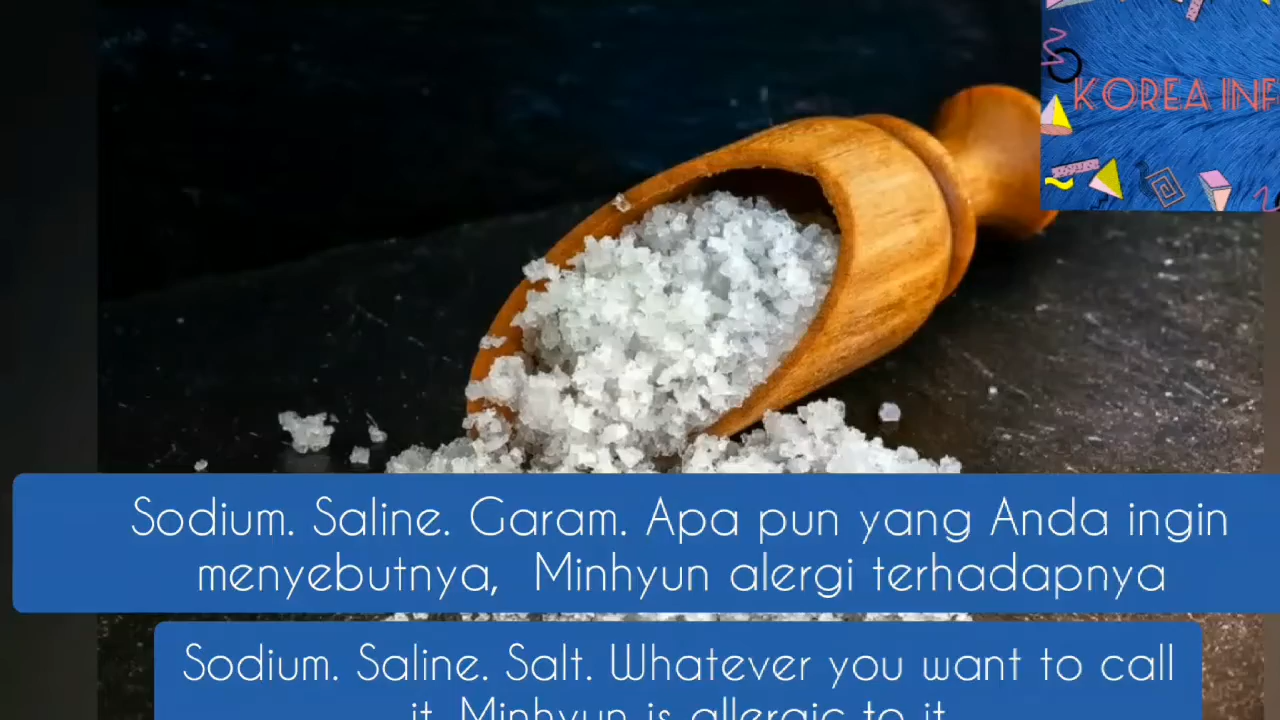 KOREA INF
Sodium. Saline. Garam. Apa pun yang Anda ingin
menyebutnya, Minhyun alergi terhadapnya
Sodium. Saline. Salt. Whatever you want to call
it, Minhyun is allergic to it